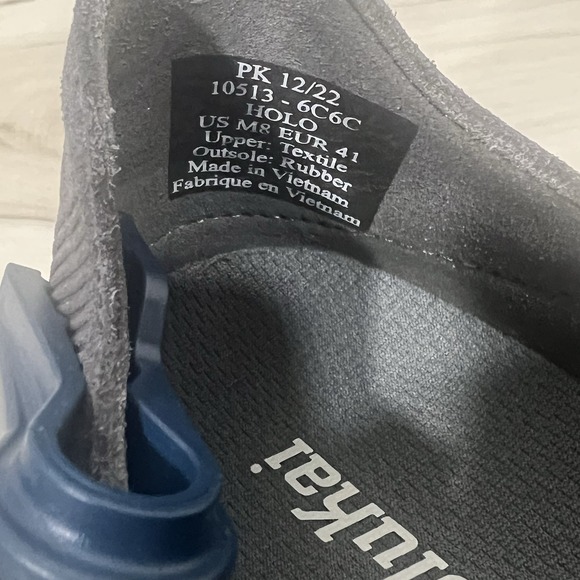 PK 12/22
10513 - 6C6C
HOLO
US M8 EUR 41
Upper: Textile
Outsole: Rubber
Made in Vietnam
Fabrique en Vietnam
lukai